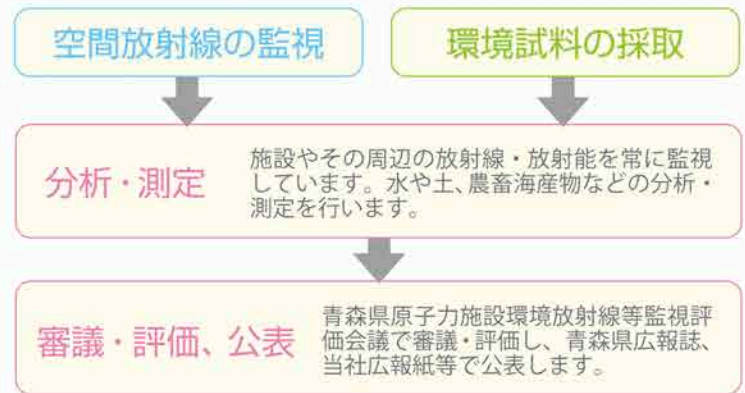 空間放射線の監視
環境試料の採取
分析・測定
施設やその周辺の放射線・放射能を常に監視
しています。水や土、農畜海産物などの分析・
測定を行います。
審議・評価、公表
青森県原子力施設環境放射線等監視評
価会議で審議・評価し、青森県広報誌、
当社広報紙等で公表します。